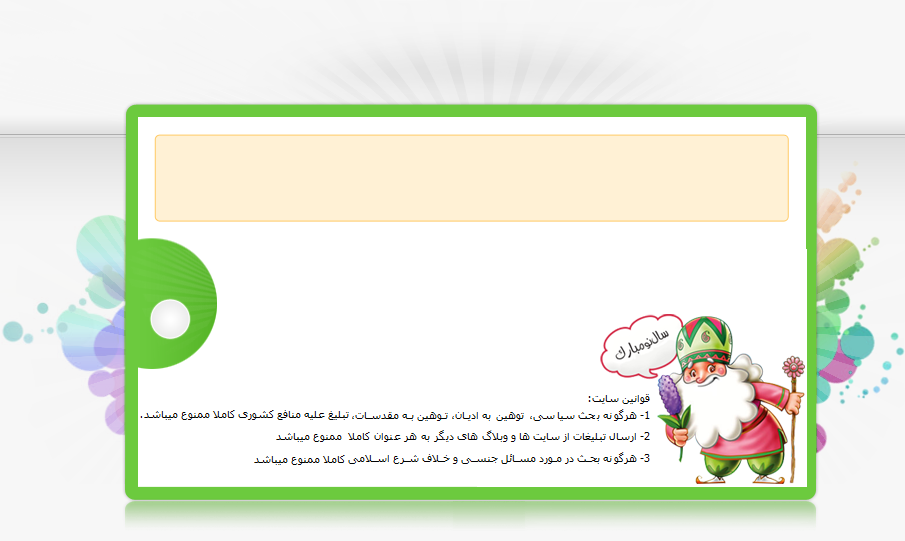 سال نو مبارک
قوانین سایت:
1- هرگونه بحث سیاسی، توهین به ادیان، توهین به مقدسات، تبلیغ علیه منافع کشوری کاملا ممنوع میباشد.
2- ارسال تبلیغات از سایت ها و وبلاگ های دیگر به هر عنوان کاملا ممنوع میباشد
3- هرگونه بحث در مورد مسائل جنسی و خلاف شرع اسلامی کاملا ممنوع میباشد